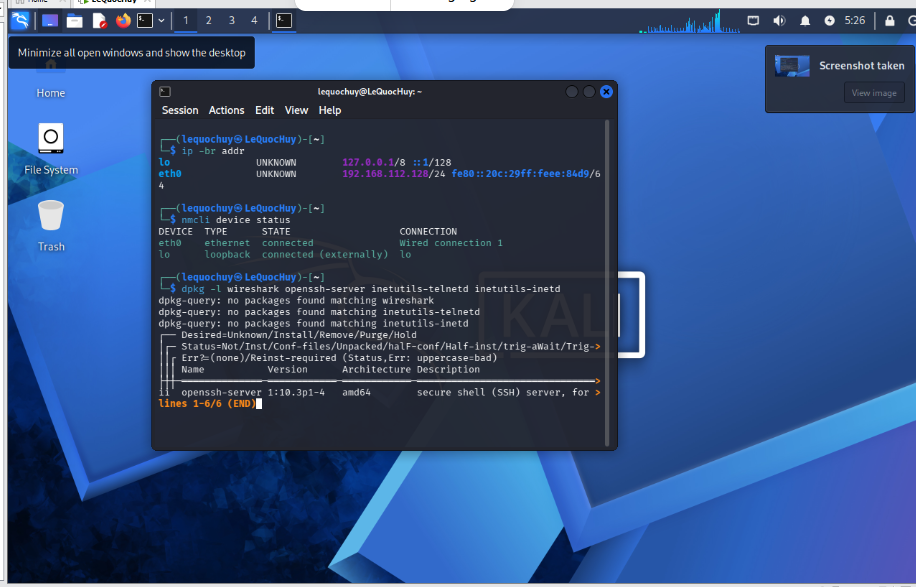 Home
LeQuocHuy
1
2
3
4
5:26
Minimize all open windows and show the desktop
Screenshot taken
View image
Home
File System
Trash
lequochuy@LeQuocHuy: ~
Session Actions Edit View Help
┌──(lequochuy㉿LeQuocHuy)-[~]
└─$ ip -br addr
lo UNKNOWN 127.0.0.1/8 ::1/128
eth0 UNKNOWN 192.168.112.128/24 fe80::20c:29ff:feee:84d9/6
4
┌──(lequochuy㉿LeQuocHuy)-[~]
└─$ nmcli device status
DEVICE TYPE STATE CONNECTION
eth0 ethernet connected Wired connection 1
lo loopback connected (externally) lo
┌──(lequochuy㉿LeQuocHuy)-[~]
└─$ dpkg -l wireshark openssh-server inetutils-telnetd inetutils-inetd
dpkg-query: no packages found matching wireshark
dpkg-query: no packages found matching inetutils-telnetd
dpkg-query: no packages found matching inetutils-inetd
Desired=Unknown/Install/Remove/Purge/Hold
Status=Not/Inst/Conf-files/Unpacked/half-conf/Half-inst/trig-aWait/Trig->
Err?=(none)/Reinst-required (Status,Err: uppercase=bad)
Name Version Architecture Description
ii openssh-server 1:10.3p1-4 amd64 secure shell (SSH) server, for >
lines 1-6/6 (END)
KAL